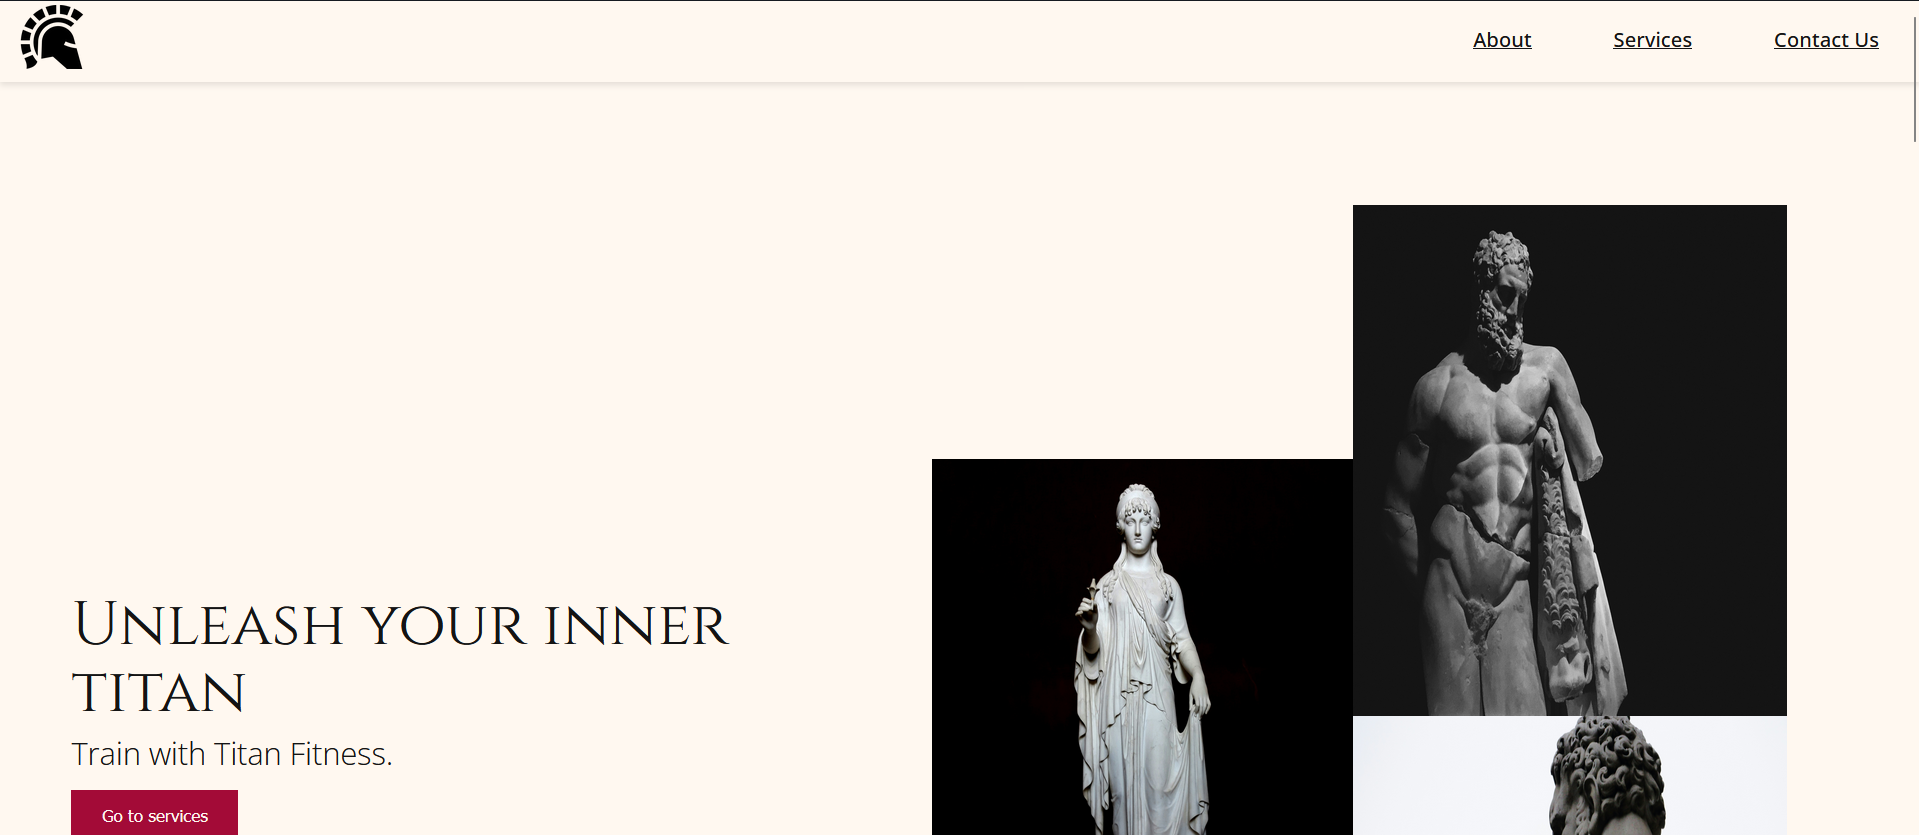 About
Services
Contact Us
Unleash your inner
titan
Train with Titan Fitness.
Go to services